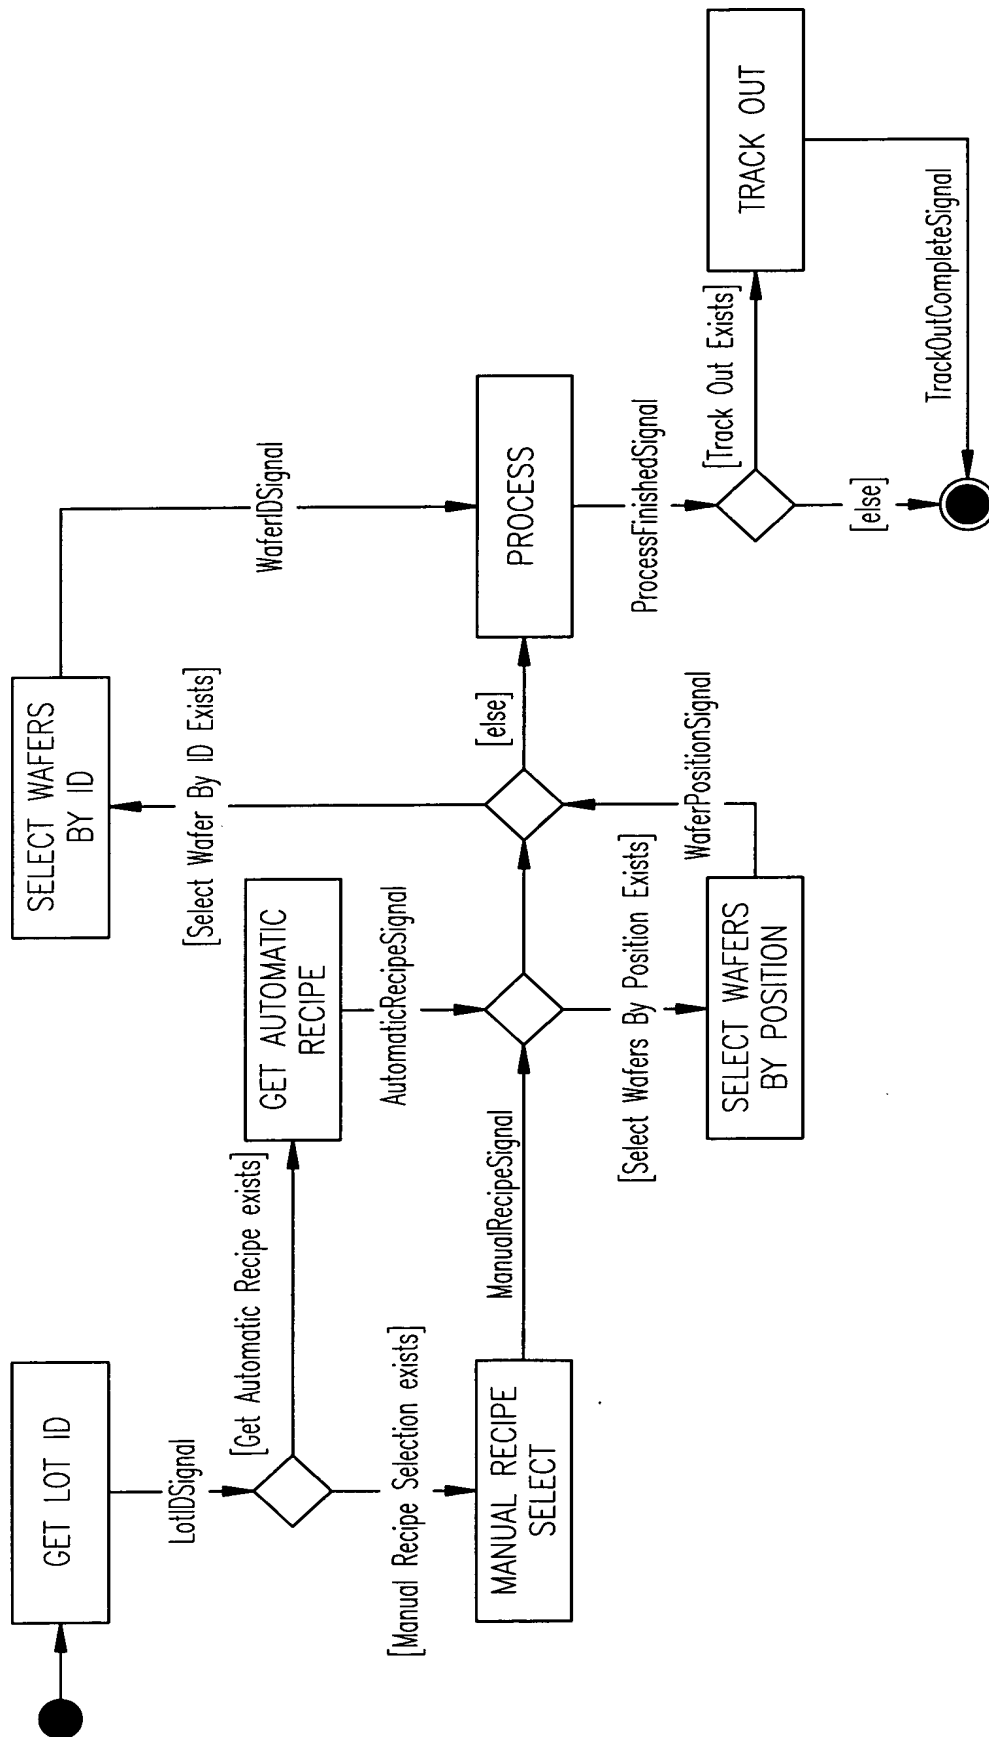 GET LOT ID
LotIDSignal
[Get Automatic Recipe exists]
[Manual Recipe Selection exists]
MANUAL RECIPE
SELECT
ManualRecipeSignal
GET AUTOMATIC
RECIPE
AutomaticRecipeSignal
[Select Wafers By Position Exists]
SELECT WAFERS
BY POSITION
WaferPositionSignal
[Select Wafer By ID Exists]
SELECT WAFERS
BY ID
WaferIDSignal
[else]
PROCESS
ProcessFinishedSignal
[Track Out Exists]
[else]
TRACK OUT
TrackOutCompleteSignal